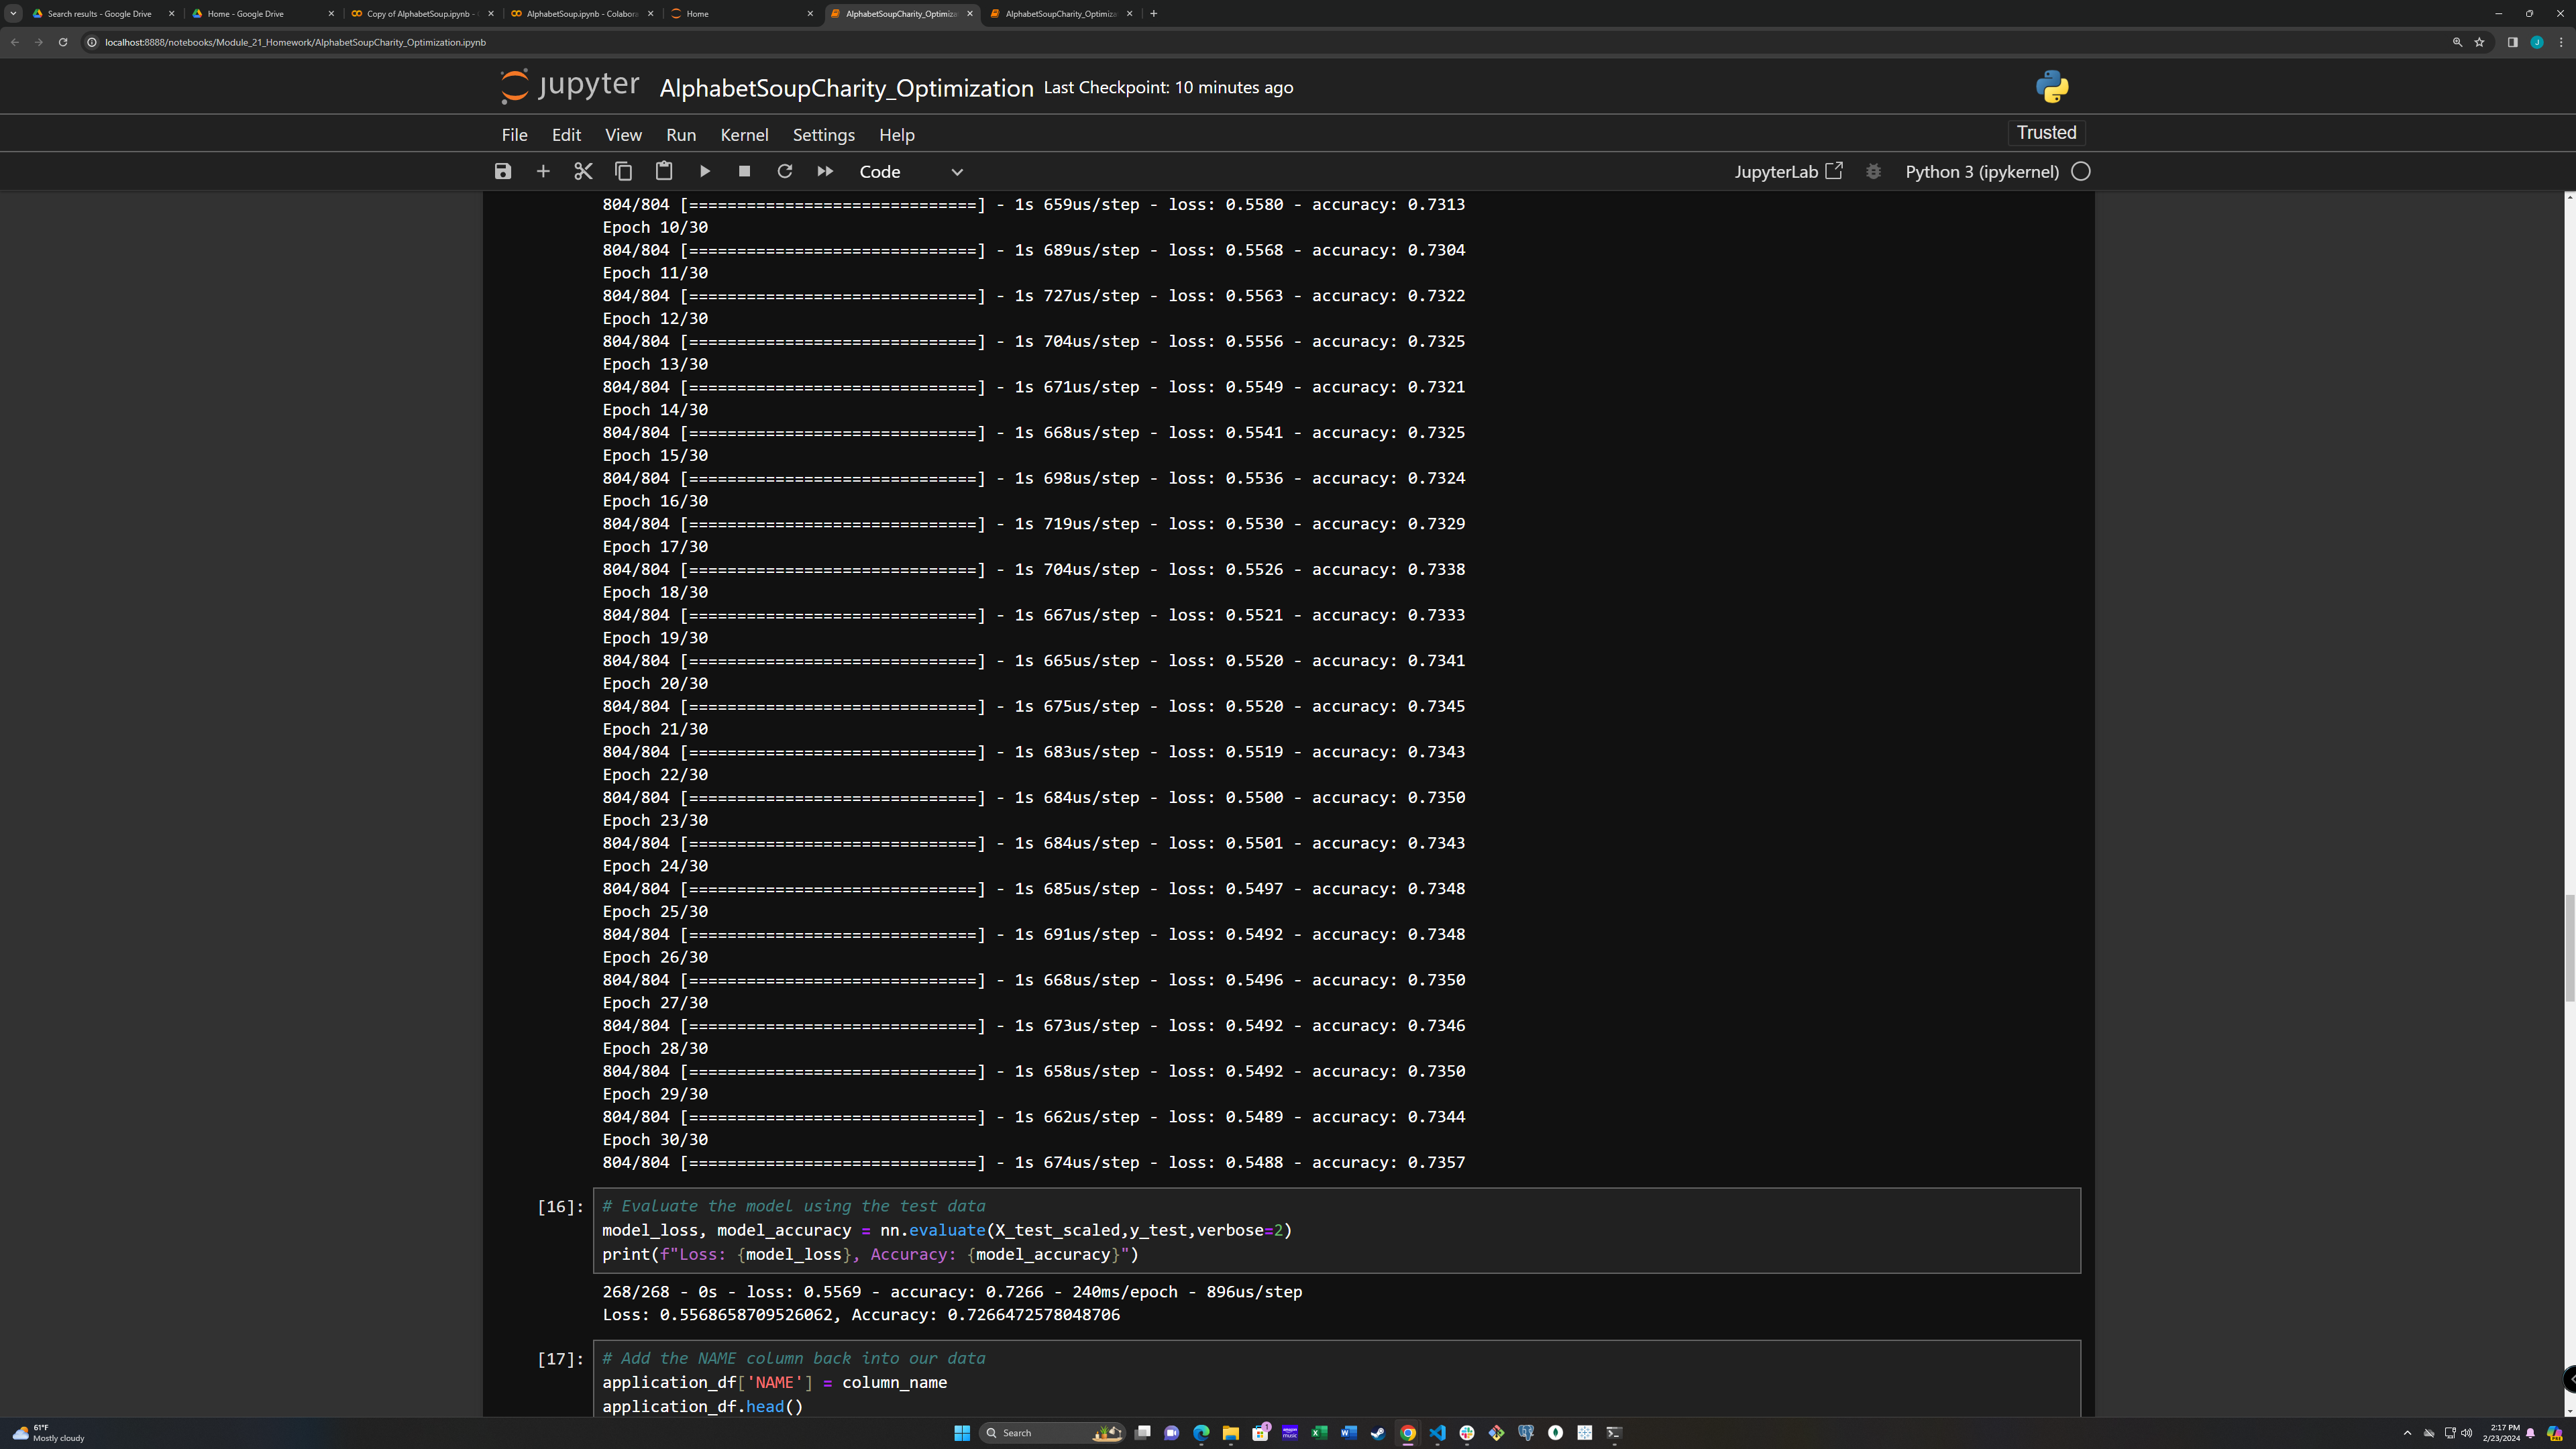 Search results - Google Drive
Home - Google Drive
Copy of AlphabetSoup.ipynb -
AlphabetSoup.ipynb - Colabora
Home
AlphabetSoupCharity_Optimiza
AlphabetSoupCharity_Optimiza
localhost:8888/notebooks/Module_21_Homework/AlphabetSoupCharity_Optimization.ipynb
J
jupyter AlphabetSoupCharity_Optimization Last Checkpoint: 10 minutes ago
File Edit View Run Kernel Settings Help
Trusted
Code
JupyterLab
Python 3 (ipykernel)
804/804 [==============================] - 1s 659us/step - loss: 0.5580 - accuracy: 0.7313
Epoch 10/30
804/804 [==============================] - 1s 689us/step - loss: 0.5568 - accuracy: 0.7304
Epoch 11/30
804/804 [==============================] - 1s 727us/step - loss: 0.5563 - accuracy: 0.7322
Epoch 12/30
804/804 [==============================] - 1s 704us/step - loss: 0.5556 - accuracy: 0.7325
Epoch 13/30
804/804 [==============================] - 1s 671us/step - loss: 0.5549 - accuracy: 0.7321
Epoch 14/30
804/804 [==============================] - 1s 668us/step - loss: 0.5541 - accuracy: 0.7325
Epoch 15/30
804/804 [==============================] - 1s 698us/step - loss: 0.5536 - accuracy: 0.7324
Epoch 16/30
804/804 [==============================] - 1s 719us/step - loss: 0.5530 - accuracy: 0.7329
Epoch 17/30
804/804 [==============================] - 1s 704us/step - loss: 0.5526 - accuracy: 0.7338
Epoch 18/30
804/804 [==============================] - 1s 667us/step - loss: 0.5521 - accuracy: 0.7333
Epoch 19/30
804/804 [==============================] - 1s 665us/step - loss: 0.5520 - accuracy: 0.7341
Epoch 20/30
804/804 [==============================] - 1s 675us/step - loss: 0.5520 - accuracy: 0.7345
Epoch 21/30
804/804 [==============================] - 1s 683us/step - loss: 0.5519 - accuracy: 0.7343
Epoch 22/30
804/804 [==============================] - 1s 684us/step - loss: 0.5500 - accuracy: 0.7350
Epoch 23/30
804/804 [==============================] - 1s 684us/step - loss: 0.5501 - accuracy: 0.7343
Epoch 24/30
804/804 [==============================] - 1s 685us/step - loss: 0.5497 - accuracy: 0.7348
Epoch 25/30
804/804 [==============================] - 1s 691us/step - loss: 0.5492 - accuracy: 0.7348
Epoch 26/30
804/804 [==============================] - 1s 668us/step - loss: 0.5496 - accuracy: 0.7350
Epoch 27/30
804/804 [==============================] - 1s 673us/step - loss: 0.5492 - accuracy: 0.7346
Epoch 28/30
804/804 [==============================] - 1s 658us/step - loss: 0.5492 - accuracy: 0.7350
Epoch 29/30
804/804 [==============================] - 1s 662us/step - loss: 0.5489 - accuracy: 0.7344
Epoch 30/30
804/804 [==============================] - 1s 674us/step - loss: 0.5488 - accuracy: 0.7357
[16]: # Evaluate the model using the test data
model_loss, model_accuracy = nn.evaluate(X_test_scaled,y_test,verbose=2)
print(f"Loss: {model_loss}, Accuracy: {model_accuracy}")
268/268 - 0s - loss: 0.5569 - accuracy: 0.7266 - 240ms/epoch - 896us/step
Loss: 0.5568658709526062, Accuracy: 0.7266472578048706
[17]: # Add the NAME column back into our data
application_df['NAME'] = column_name
application_df.head()
61°F
Mostly cloudy
Search
1
2:17 PM
2/23/2024